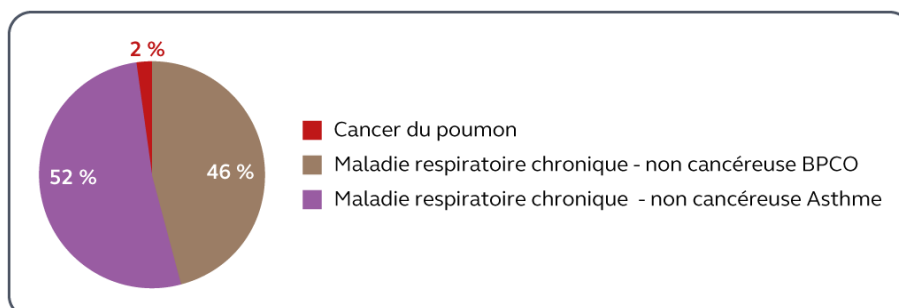 2 %
52 %
46 %
Cancer du poumon
Maladie respiratoire chronique - non cancéreuse BPCO
Maladie respiratoire chronique - non cancéreuse Asthme